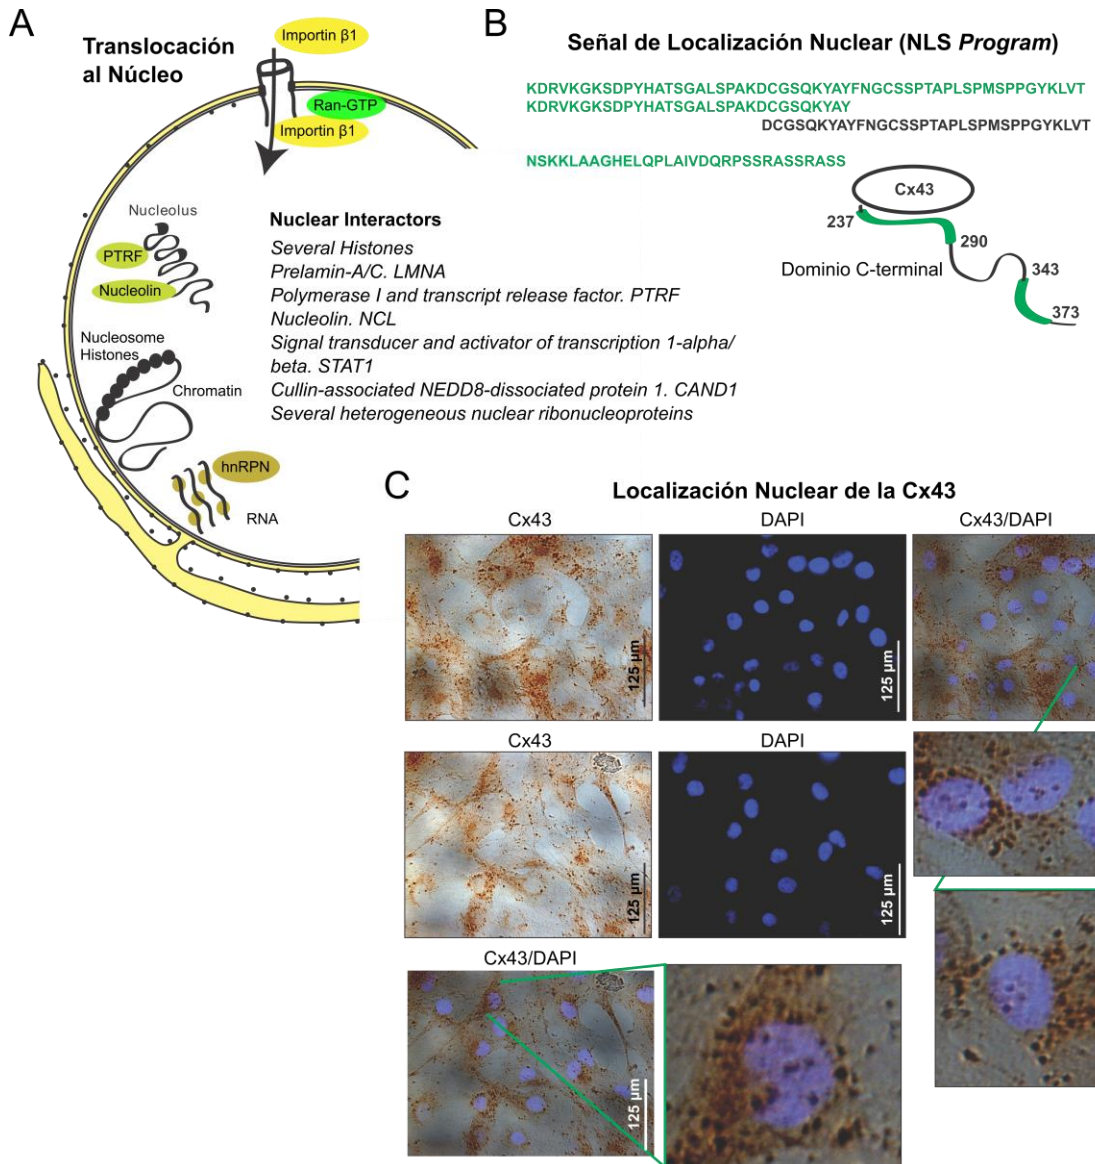 A
Translocación
al Núcleo
Importin β1
Ran-GTP
Importin β1
Nucleolus
PTRF
Nucleolin
Nucleosome
Histones
Chromatin
hnRPN
RNA
Nuclear Interactors
Several Histones
Prelamin-A/C. LMNA
Polymerase I and transcript release factor. PTRF
Nucleolin. NCL
Signal transducer and activator of transcription 1-alpha/
beta. STAT1
Cullin-associated NEDD8-dissociated protein 1. CAND1
Several heterogeneous nuclear ribonucleoproteins
B
Señal de Localización Nuclear (NLS Program)
KDRVKGKSDPYHATSGALSPAKDCGSQKYAYFNGCSSPTAPLSPMSPPGYKLVT
KDRVKGKSDPYHATSGALSPAKDCGSQKYAY
DCGSQKYAYFNGCSSPTAPLSPMSPPGYKLVT
NSKKLAAGHELQPLAIVDQRPSSRASSRASS
Cx43
237
290
Dominio C-terminal
343
373
C
Localización Nuclear de la Cx43
Cx43 DAPI Cx43/DAPI
125 µm
125 µm
Cx43 DAPI
125 µm
125 µm
Cx43/DAPI
125 µm